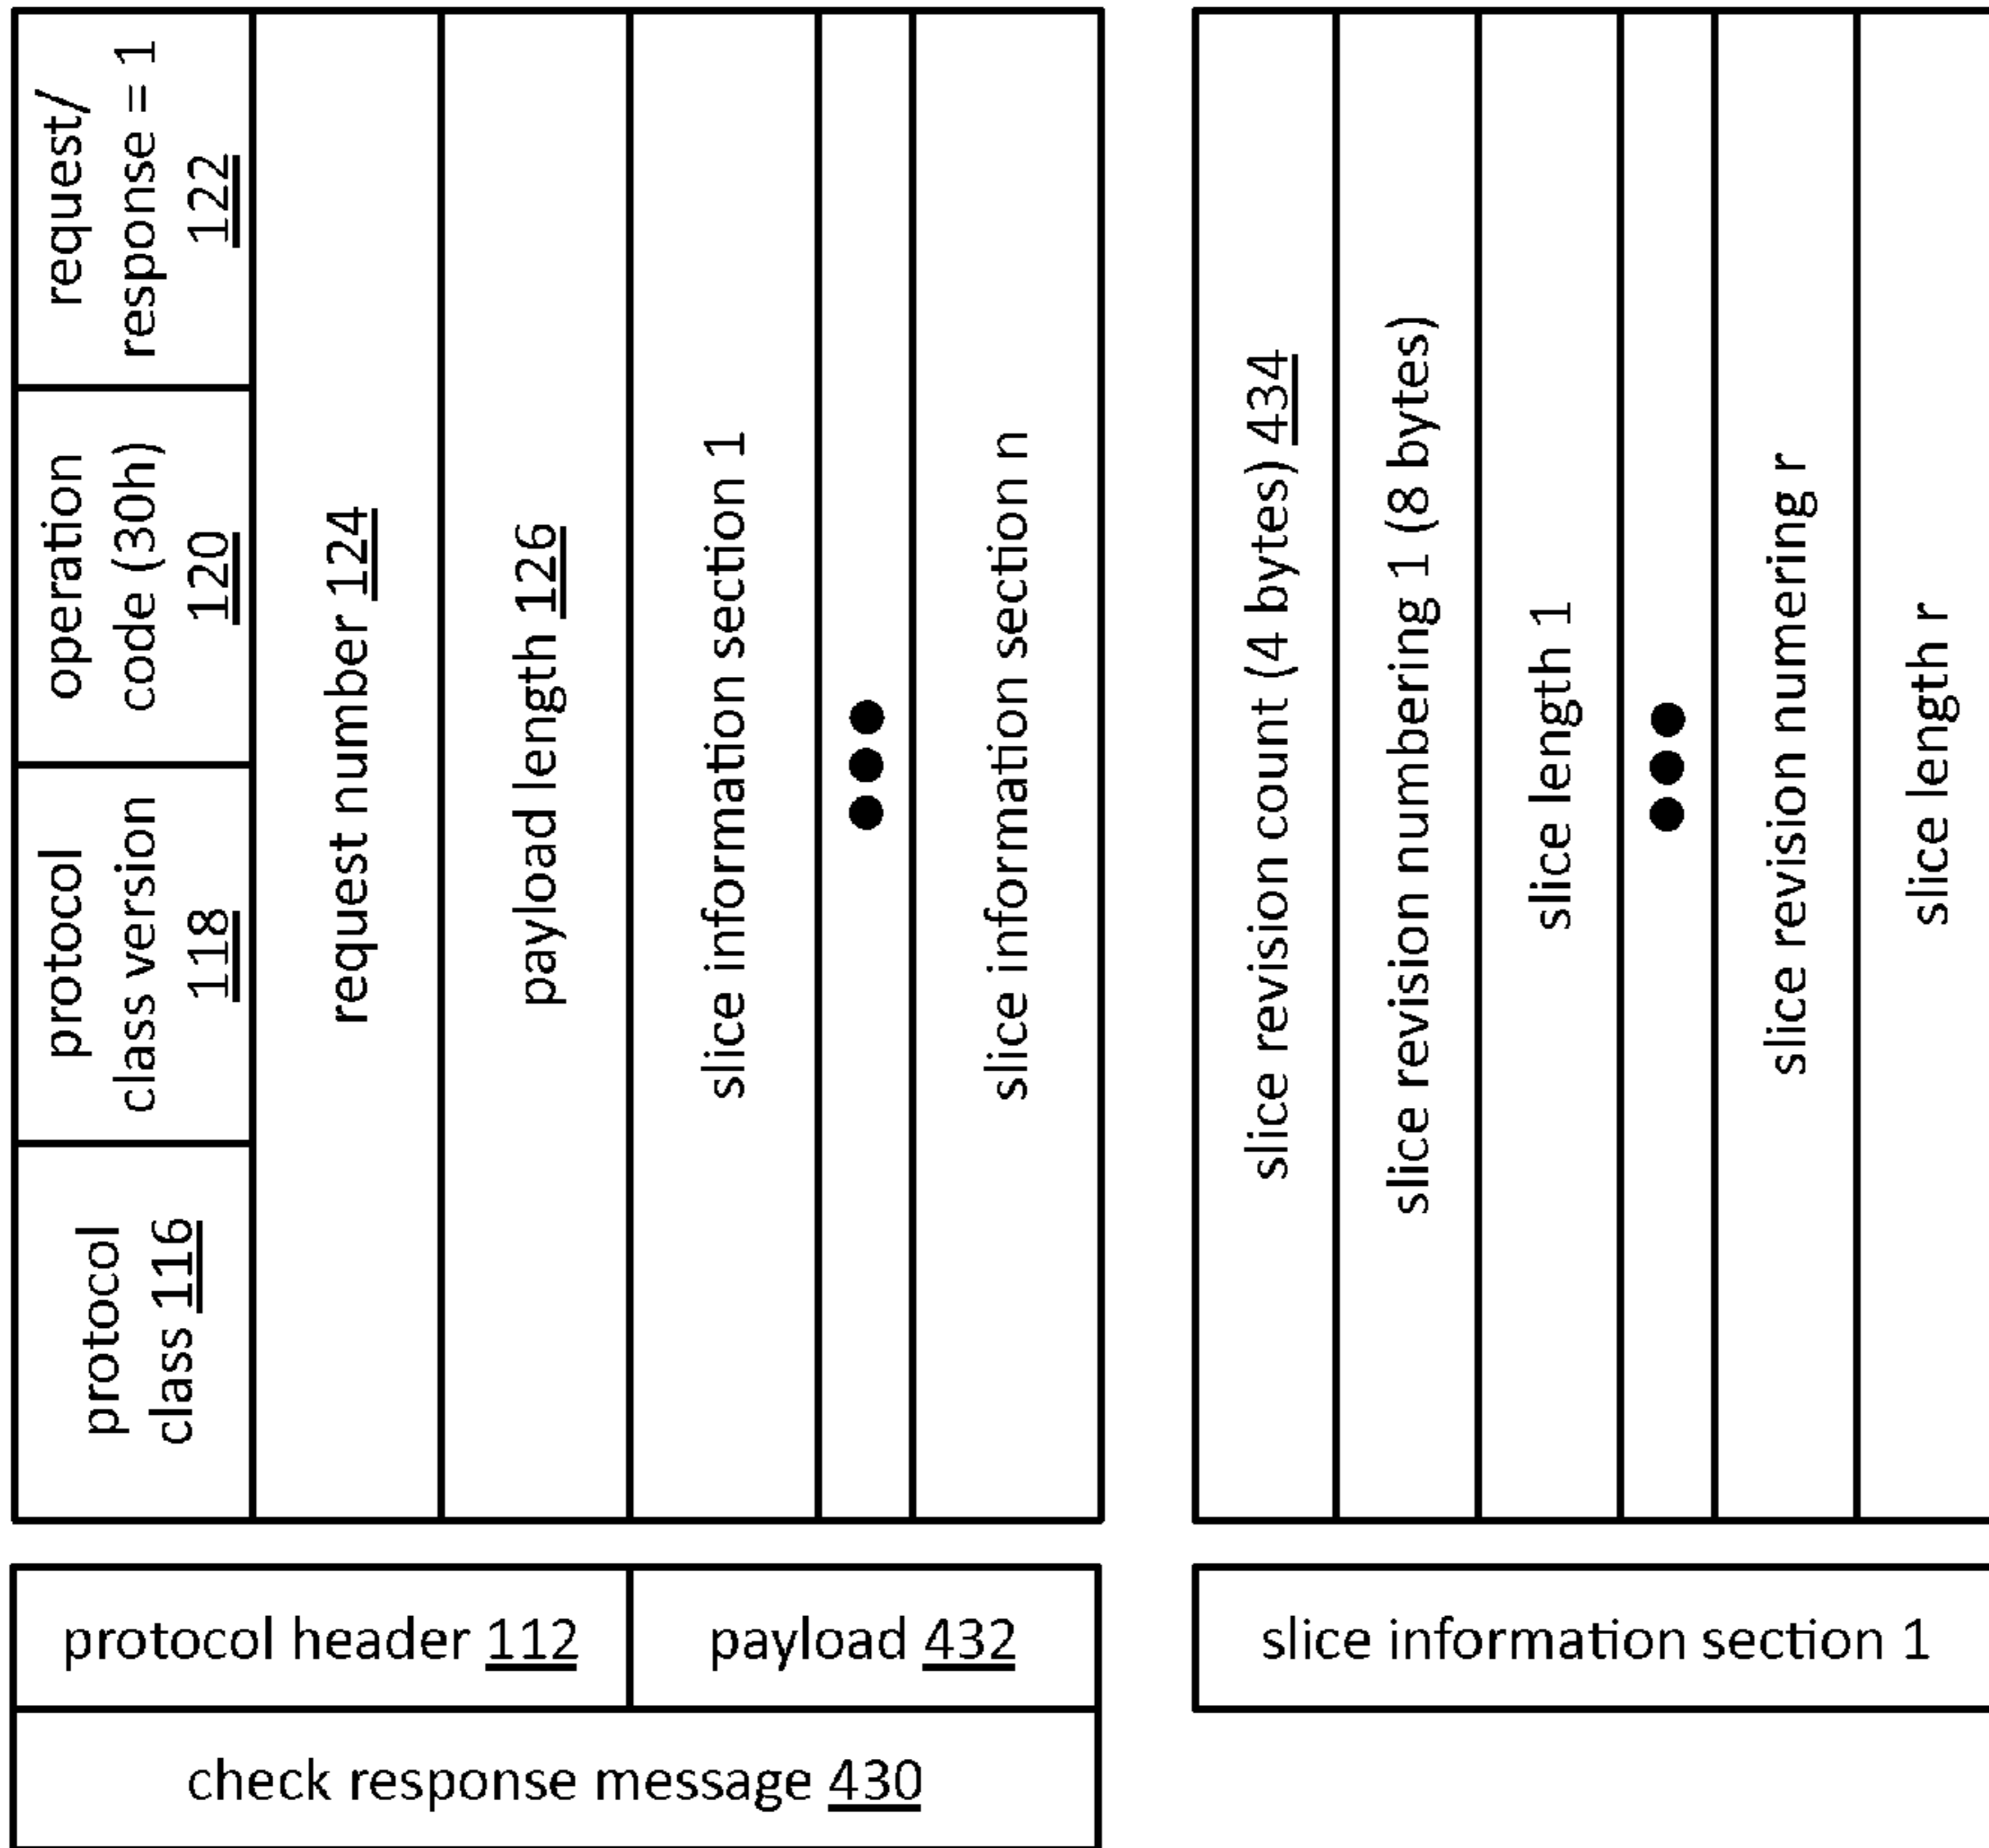 protocol
class 116
protocol
class version
118
operation
code (30h)
120
request/
response = 1
122
request number 124
payload length 126
slice information section 1
slice information section n
protocol header 112
payload 432
check response message 430
slice revision count (4 bytes) 434
slice revision numbering 1 (8 bytes)
slice length 1
slice revision numering r
slice length r
slice information section 1